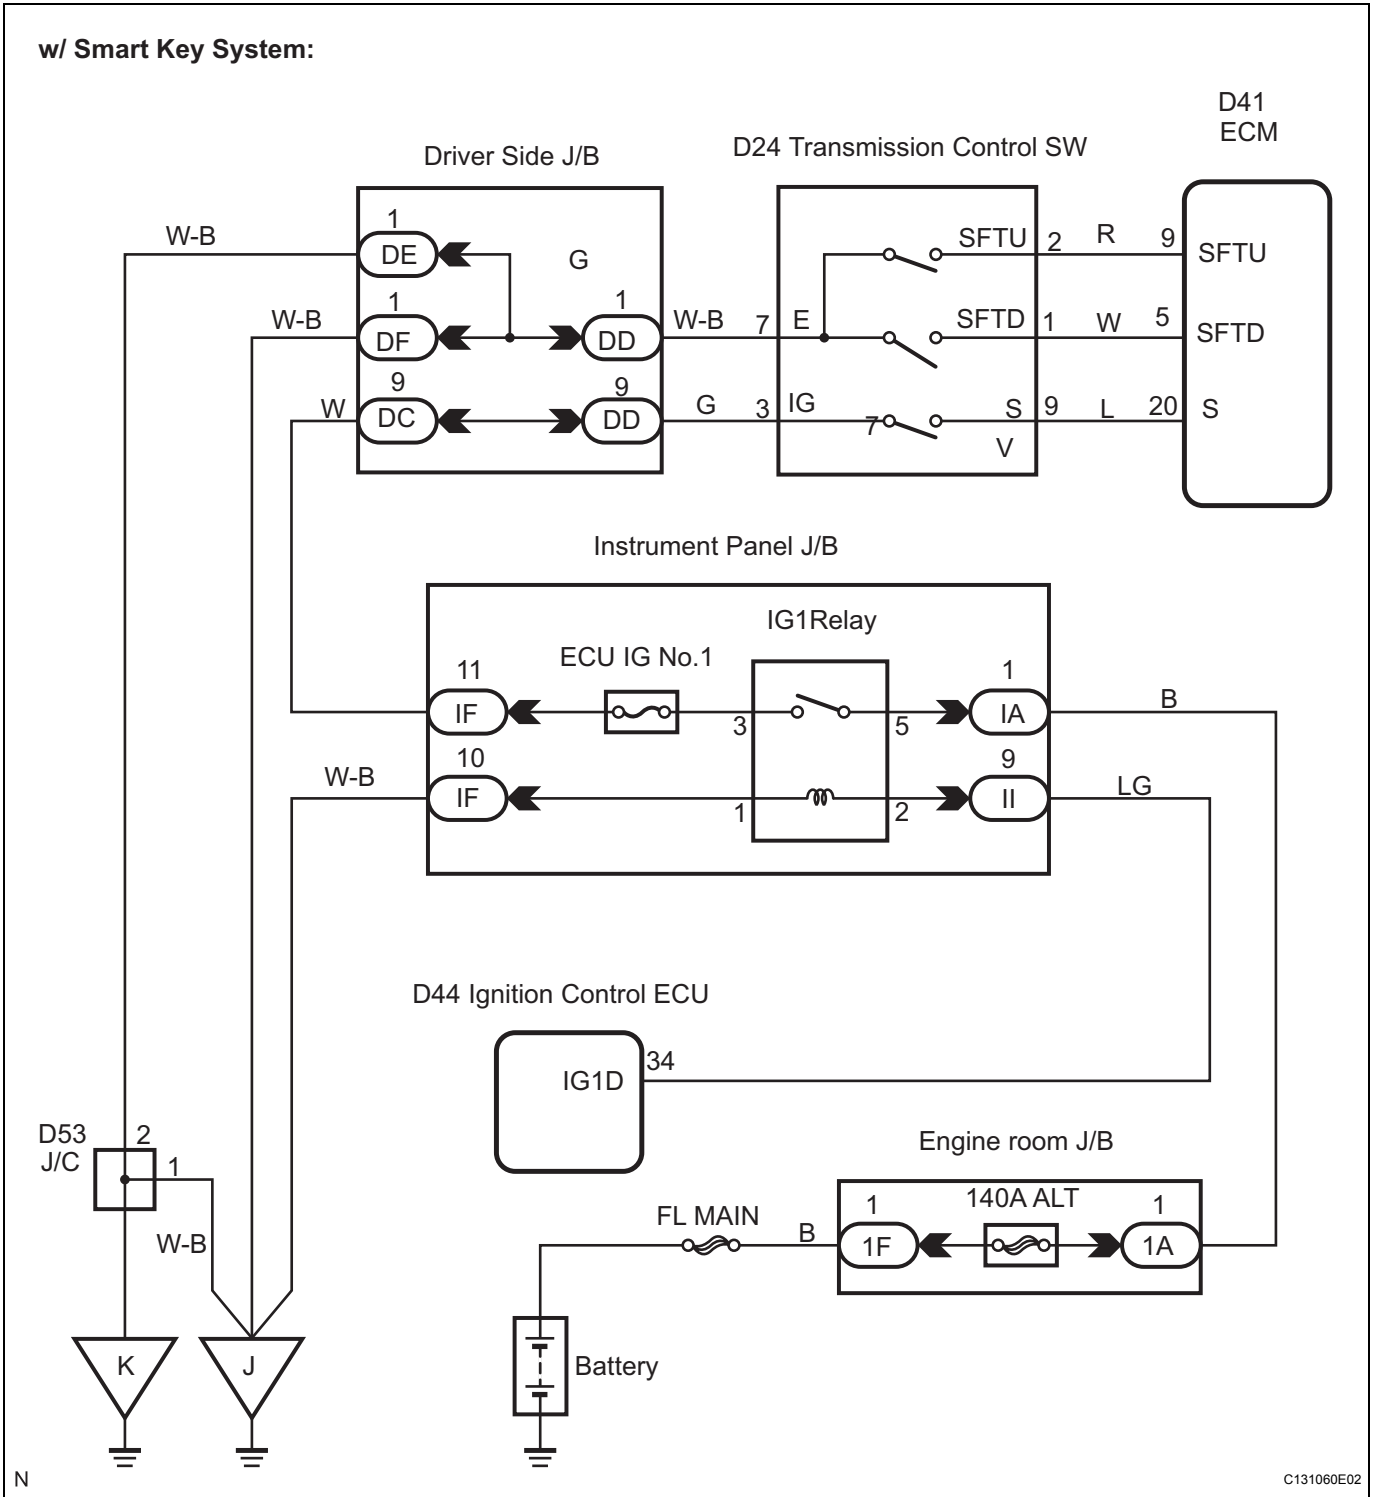 w/ Smart Key System:
D41
ECM
Driver Side J/B
D24 Transmission Control SW
W-B
1
DE
G
SFTU
2
R
9
SFTU
W-B
1
DF
1
DD
W-B
7
E
SFTD
1
W
5
SFTD
W
9
DC
9
DD
G
3
IG
7
S
9
L
20
S
V
Instrument Panel J/B
IG1Relay
ECU IG No.1
11
IF
3
5
1
IA
B
W-B
10
IF
1
2
9
II
LG
D44 Ignition Control ECU
IG1D
34
D53
J/C
2
1
W-B
Engine room J/B
FL MAIN
B
1
1F
140A ALT
1
1A
K
J
Battery
N
C131060E02